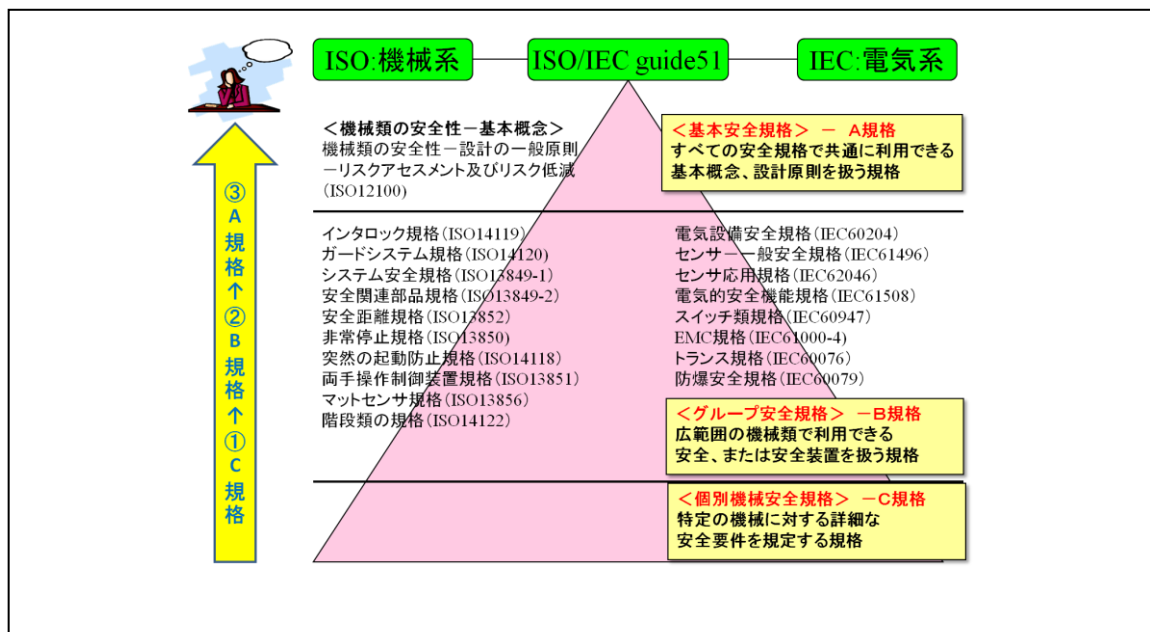 ISO:機械系
ISO/IEC guide51
IEC:電気系
＜機械類の安全性－基本概念＞
機械類の安全性－設計の一般原則
－リスクアセスメント及びリスク低減
(ISO12100)
＜基本安全規格＞ － A規格
すべての安全規格で共通に利用できる
基本概念、設計原則を扱う規格
③A規格↑②B規格↑①C規格
インタロック規格(ISO14119)
ガードシステム規格(ISO14120)
システム安全規格(ISO13849-1)
安全関連部品規格(ISO13849-2)
安全距離規格(ISO13852)
非常停止規格(ISO13850)
突然の起動防止規格(ISO14118)
両手操作制御装置規格(ISO13851)
マットセンサ規格(ISO13856)
階段類の規格(ISO14122)
電気設備安全規格(IEC60204)
センサー一般安全規格(IEC61496)
センサ応用規格(IEC62046)
電気的安全機能規格(IEC61508)
スイッチ類規格(IEC60947)
EMC規格(IEC61000-4)
トランス規格(IEC60076)
防爆安全規格(IEC60079)
＜グループ安全規格＞ －B規格
広範囲の機械類で利用できる
安全、または安全装置を扱う規格
＜個別機械安全規格＞ －C規格
特定の機械に対する詳細な
安全要件を規定する規格